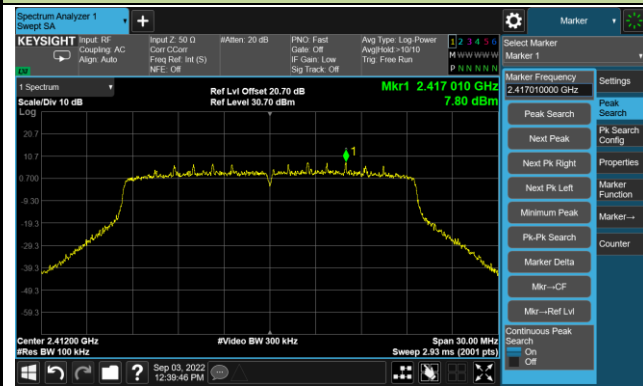 Spectrum Analyzer 1
Swept SA
Marker
KEYSIGHT
Input: RF
Coupling: AC
Align: Auto
Input Z: 50 Ω
Corr CCorr
Freq Ref: Int (S)
NFE: Off
#Atten: 20 dB
PNO: Fast
Gate: Off
IF Gain: Low
Sig Track: Off
Avg Type: Log-Power
Avg|Hold:>10/10
Trig: Free Run
1 2 3 4 5 6
M W W W W W
P N N N N N
LXI
Select Marker
Marker 1
1 Spectrum
Scale/Div 10 dB
Log
Ref Lvl Offset 20.70 dB
Ref Level 30.70 dBm
Mkr1 2.417 010 GHz
7.80 dBm
20.7
10.7
0.700
-9.30
-19.3
-29.3
-39.3
-49.3
-59.3
1
Center 2.41200 GHz
#Res BW 100 kHz
#Video BW 300 kHz
Span 30.00 MHz
Sweep 2.93 ms (2001 pts)
Marker Frequency
2.417010000 GHz
Peak Search
Next Peak
Next Pk Right
Next Pk Left
Minimum Peak
Pk-Pk Search
Marker Delta
Mkr→CF
Mkr→Ref Lvl
Continuous Peak
Search
On
Off
Settings
Peak
Search
Pk Search
Config
Properties
Marker
Function
Marker→
Counter
Sep 03, 2022
12:39:46 PM